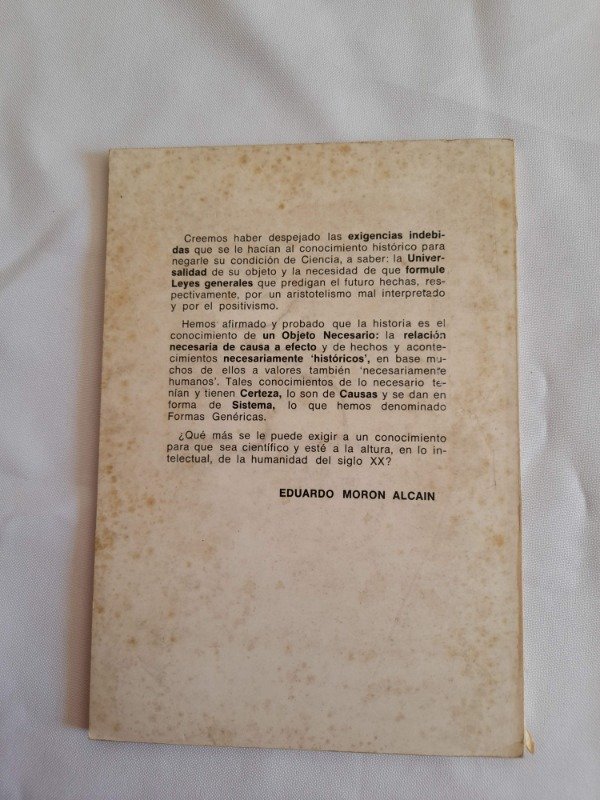 Creemos haber despejado las exigencias indebi-
das que se le hacían al conocimiento histórico para
negarle su condición de Ciencia, a saber: la Univer-
salidad de su objeto y la necesidad de que formule
Leyes generales que predigan el futuro hechas, res-
pectivamente, por un aristotelismo mal interpretado
y por el positivismo.
Hemos afirmado y probado que la historia es el
conocimiento de un Objeto Necesario: la relación
necesaria de causa a efecto y de hechos y aconte-
cimientos necesariamente 'históricos', en base mu-
chos de ellos a valores también 'necesariamente
humanos'. Tales conocimientos de lo necesario te-
nían y tienen Certeza, lo son de Causas y se dan en
forma de Sistema, lo que hemos denominado
Formas Genéricas.
¿Qué más se le puede exigir a un conocimiento
para que sea científico y esté a la altura, en lo in-
telectual, de la humanidad del siglo XX?
EDUARDO MORON ALCAIN